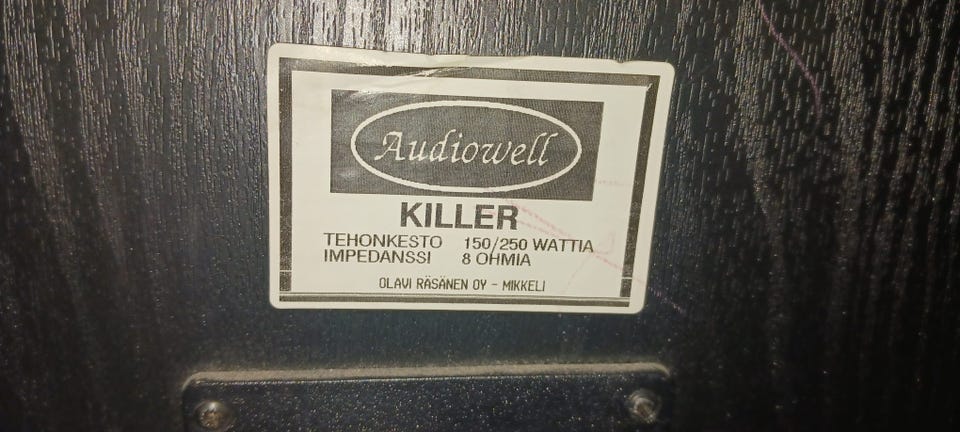 Audiowell
KILLER
TEHONKESTO 150/250 WATTIA
IMPEDANSSI 8 OHMIA
OLAVI RÄSÄNEN OY - MIKKELI